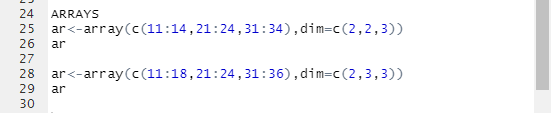 24 ARRAYS
25 ar<-array(c(11:14,21:24,31:34),dim=c(2,2,3))
26 ar
27
28 ar<-array(c(11:18,21:24,31:36),dim=c(2,3,3))
29 ar
30